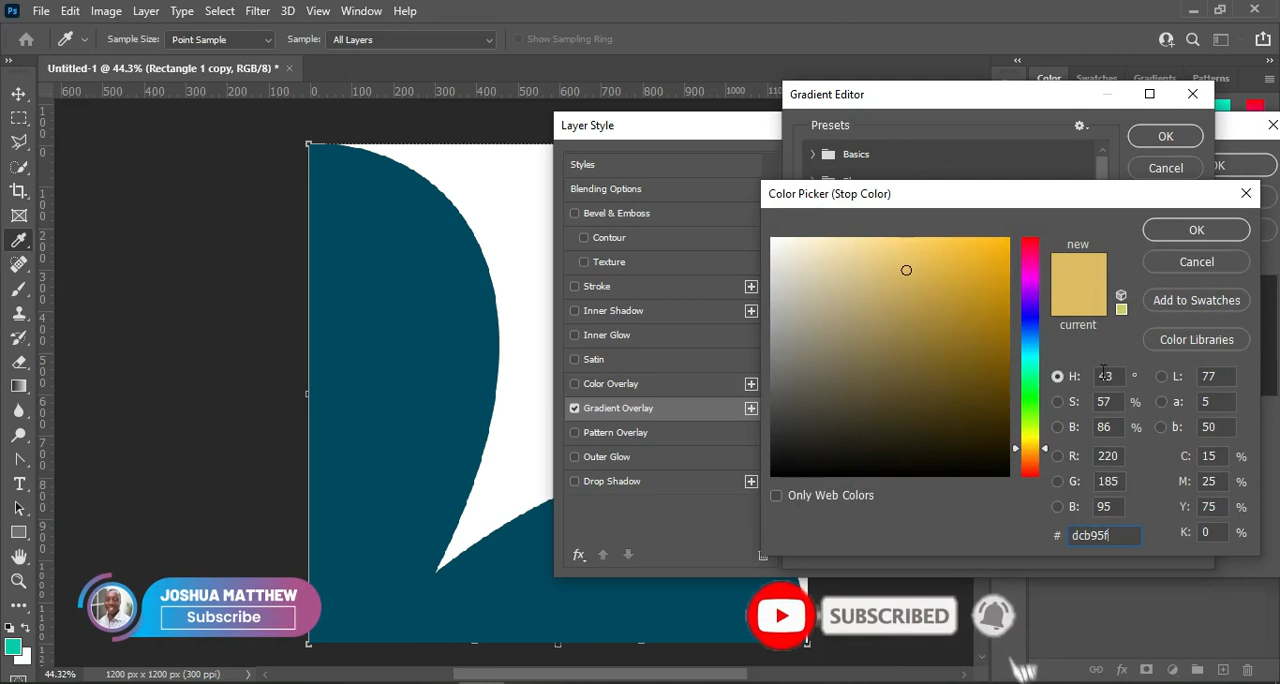 Ps File Edit Image Layer Type Select Filter 3D View Window Help
Sample Size: Point Sample Sample: All Layers Show Sampling Ring
Untitled-1 @ 44.3% (Rectangle 1 copy, RGB/8) * ×
Color Swatches Gradients Patterns
600 500 400 300 200 100 0 100 200 300 400 500 600 700 800 900 1000 1100
Gradient Editor
Layer Style
Presets
OK
Basics
Cancel
Styles
Blending Options
Bevel & Emboss
Contour
Texture
Stroke
Inner Shadow
Inner Glow
Satin
Color Overlay
Gradient Overlay
Pattern Overlay
Outer Glow
Drop Shadow
fx
Color Picker (Stop Color)
new
current
OK
Cancel
Add to Swatches
Color Libraries
H: 43 ° L: 77
S: 57 % a: 5
B: 86 % b: 50
R: 220 C: 15 %
G: 185 M: 25 %
B: 95 Y: 75 %
# dcb95f K: 0 %
Only Web Colors
JOSHUA MATTHEW
Subscribe
SUBSCRIBED
44.32% 1200 px x 1200 px (300 ppi)
fx